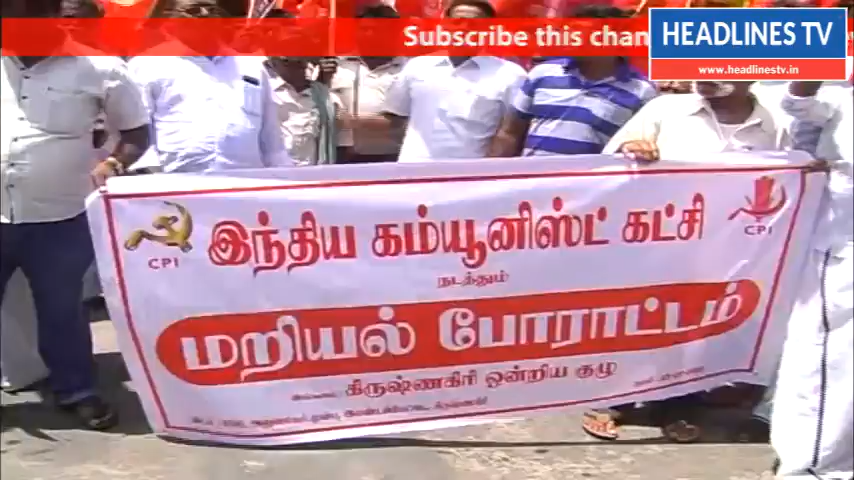 Subscribe this chan
HEADLINES TV
www.headlinestv.in
CPI
இந்திய கம்யூனிஸ்ட் கட்சி
CPI
நடத்தும்
மறியல் போராட்டம்
கிருஷ்ணகிரி ஒன்றிய குழு